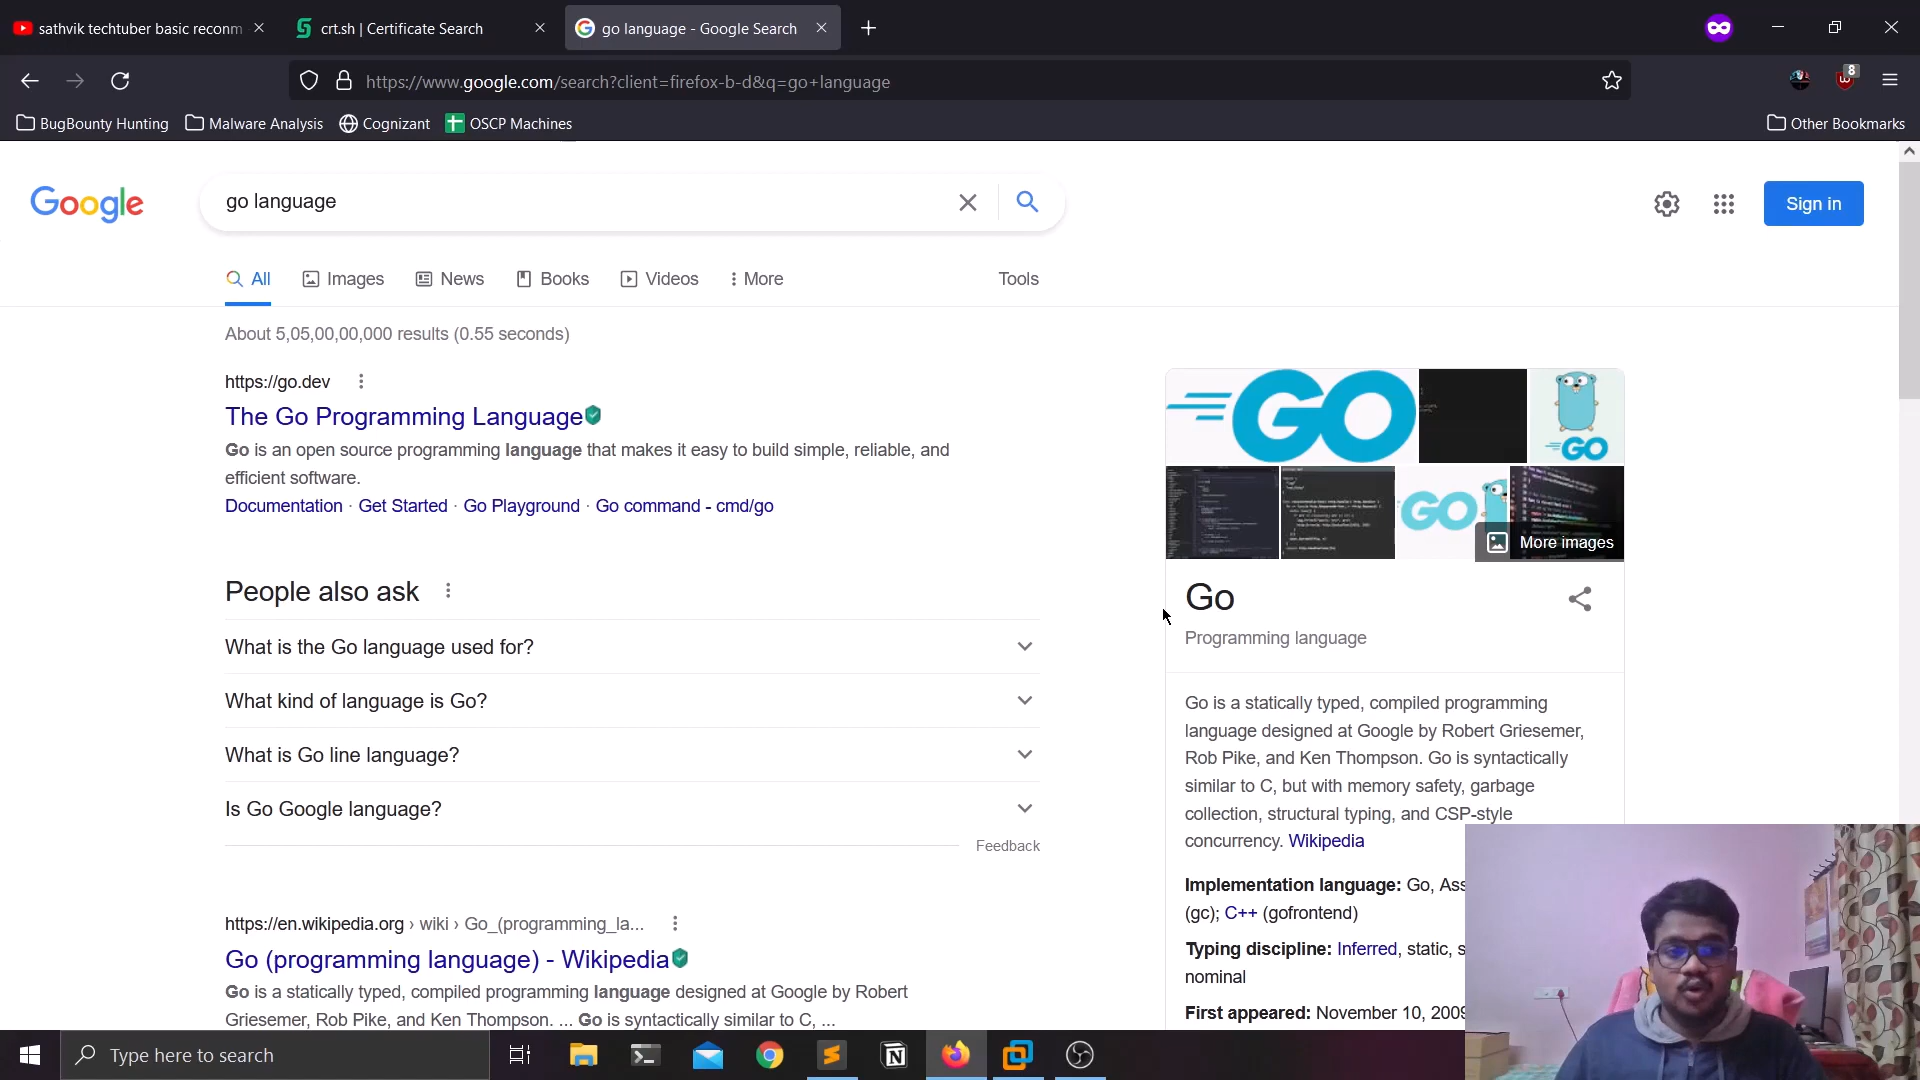 sathvik techtuber basic reconm
crt.sh | Certificate Search
go language - Google Search
https://www.google.com/search?client=firefox-b-d&q=go+language
8
BugBounty Hunting
Malware Analysis
Cognizant
OSCP Machines
Other Bookmarks
Google
go language
Sign in
All
Images
News
Books
Videos
More
Tools
About 5,05,00,00,000 results (0.55 seconds)
https://go.dev
The Go Programming Language
Go is an open source programming language that makes it easy to build simple, reliable, and
efficient software.
Documentation · Get Started · Go Playground · Go command - cmd/go
People also ask
What is the Go language used for?
What kind of language is Go?
What is Go line language?
Is Go Google language?
Feedback
https://en.wikipedia.org › wiki › Go_(programming_la...
Go (programming language) - Wikipedia
Go is a statically typed, compiled programming language designed at Google by Robert
Griesemer, Rob Pike, and Ken Thompson. ... Go is syntactically similar to C, ...
GO
GO
GO
More images
Go
Programming language
Go is a statically typed, compiled programming
language designed at Google by Robert Griesemer,
Rob Pike, and Ken Thompson. Go is syntactically
similar to C, but with memory safety, garbage
collection, structural typing, and CSP-style
concurrency. Wikipedia
Implementation language: Go, Ass
(gc); C++ (gofrontend)
Typing discipline: Inferred, static, s
nominal
First appeared: November 10, 2009
Type here to search